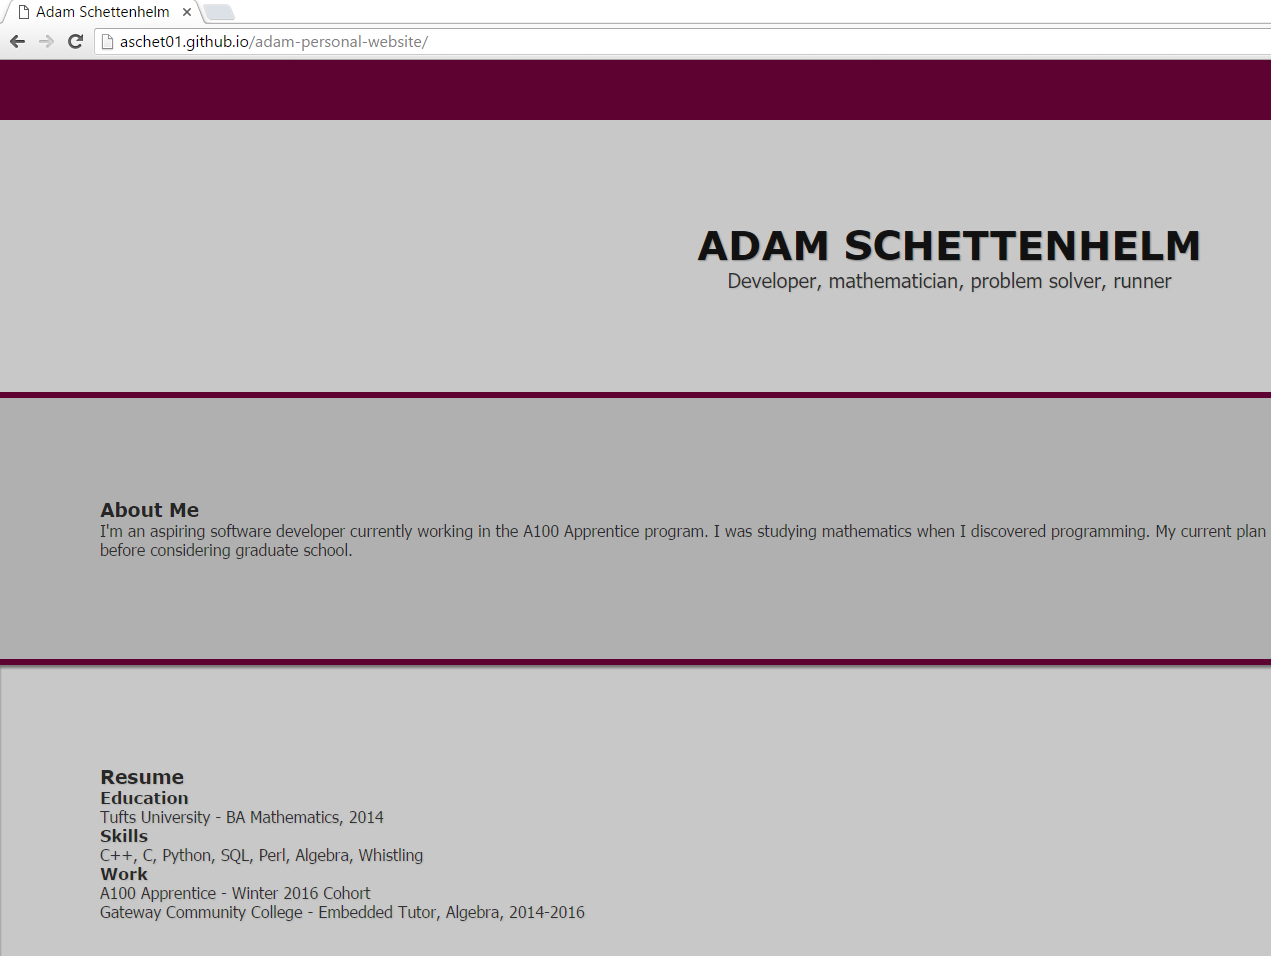 Adam Schettenhelm
aschet01.github.io/adam-personal-website/
ADAM SCHETTENHELM
Developer, mathematician, problem solver, runner
About Me
I'm an aspiring software developer currently working in the A100 Apprentice program. I was studying mathematics when I discovered programming. My current plan
before considering graduate school.
Resume
Education
Tufts University - BA Mathematics, 2014
Skills
C++, C, Python, SQL, Perl, Algebra, Whistling
Work
A100 Apprentice - Winter 2016 Cohort
Gateway Community College - Embedded Tutor, Algebra, 2014-2016